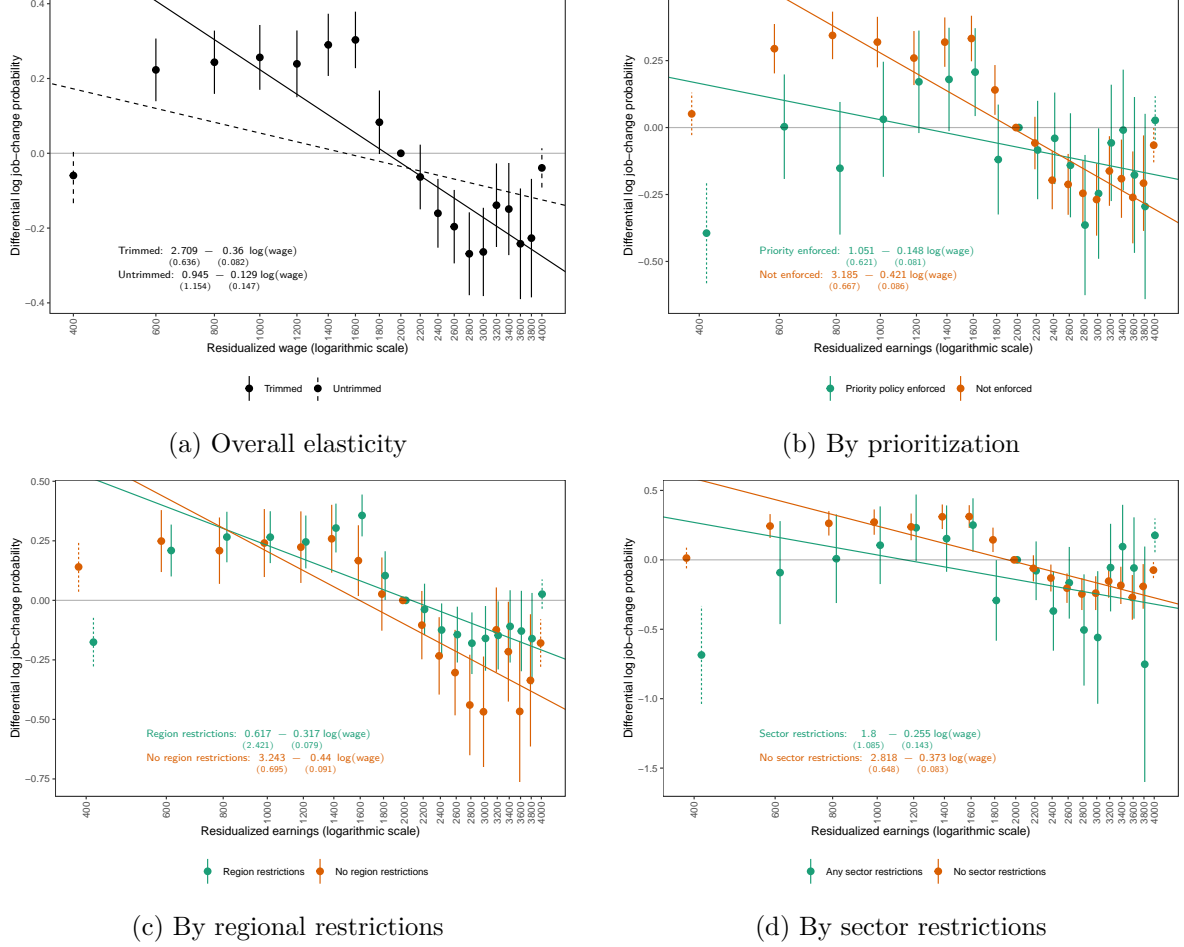 0.4
0.2
0.0
−0.2
−0.4
Differential log job−change probability
Trimmed: 2.709 − 0.36 log(wage)
(0.636) (0.082)
Untrimmed: 0.945 − 0.129 log(wage)
(1.154) (0.147)
400 600 800 1000 1200 1400 1600 1800 2000 2200 2400 2600 2800 3000 3200 3400 3600 3800 4000
Residualized wage (logarithmic scale)
Trimmed Untrimmed
(a) Overall elasticity
0.25
0.00
−0.25
−0.50
Differential log job−change probability
Priority enforced: 1.051 − 0.148 log(wage)
(0.621) (0.081)
Not enforced: 3.185 − 0.421 log(wage)
(0.667) (0.086)
400 600 800 1000 1200 1400 1600 1800 2000 2200 2400 2600 2800 3000 3200 3400 3600 3800 4000
Residualized earnings (logarithmic scale)
Priority policy enforced Not enforced
(b) By prioritization
0.50
0.25
0.00
−0.25
−0.50
−0.75
Differential log job−change probability
Region restrictions: 0.617 − 0.317 log(wage)
(2.421) (0.079)
No region restrictions: 3.243 − 0.44 log(wage)
(0.695) (0.091)
400 600 800 1000 1200 1400 1600 1800 2000 2200 2400 2600 2800 3000 3200 3400 3600 3800 4000
Residualized earnings (logarithmic scale)
Region restrictions No region restrictions
(c) By regional restrictions
0.5
0.0
−0.5
−1.0
−1.5
Differential log job−change probability
Sector restrictions: 1.8 − 0.255 log(wage)
(1.085) (0.143)
No sector restrictions: 2.818 − 0.373 log(wage)
(0.648) (0.083)
400 600 800 1000 1200 1400 1600 1800 2000 2200 2400 2600 2800 3000 3200 3400 3600 3800 4000
Residualized earnings (logarithmic scale)
Any sector restrictions No sector restrictions
(d) By sector restrictions